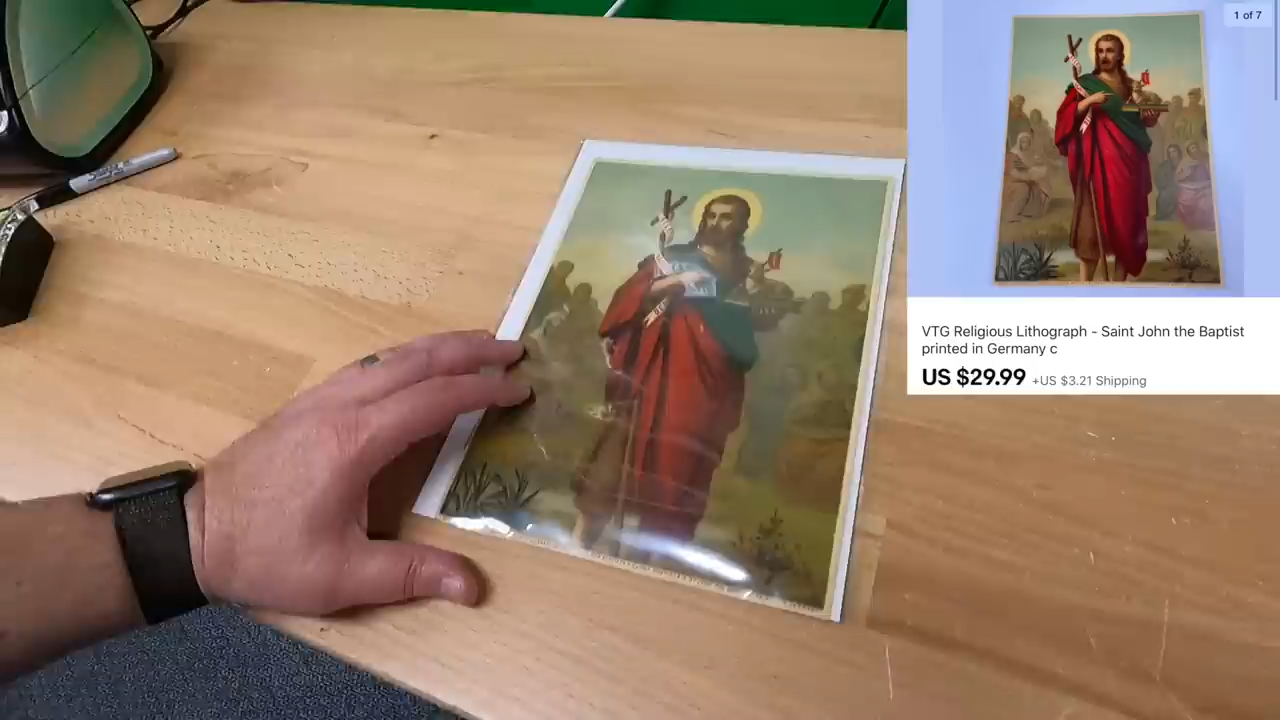 1 of 7
VTG Religious Lithograph - Saint John the Baptist
printed in Germany c
US $29.99 +US $3.21 Shipping
Sharpie